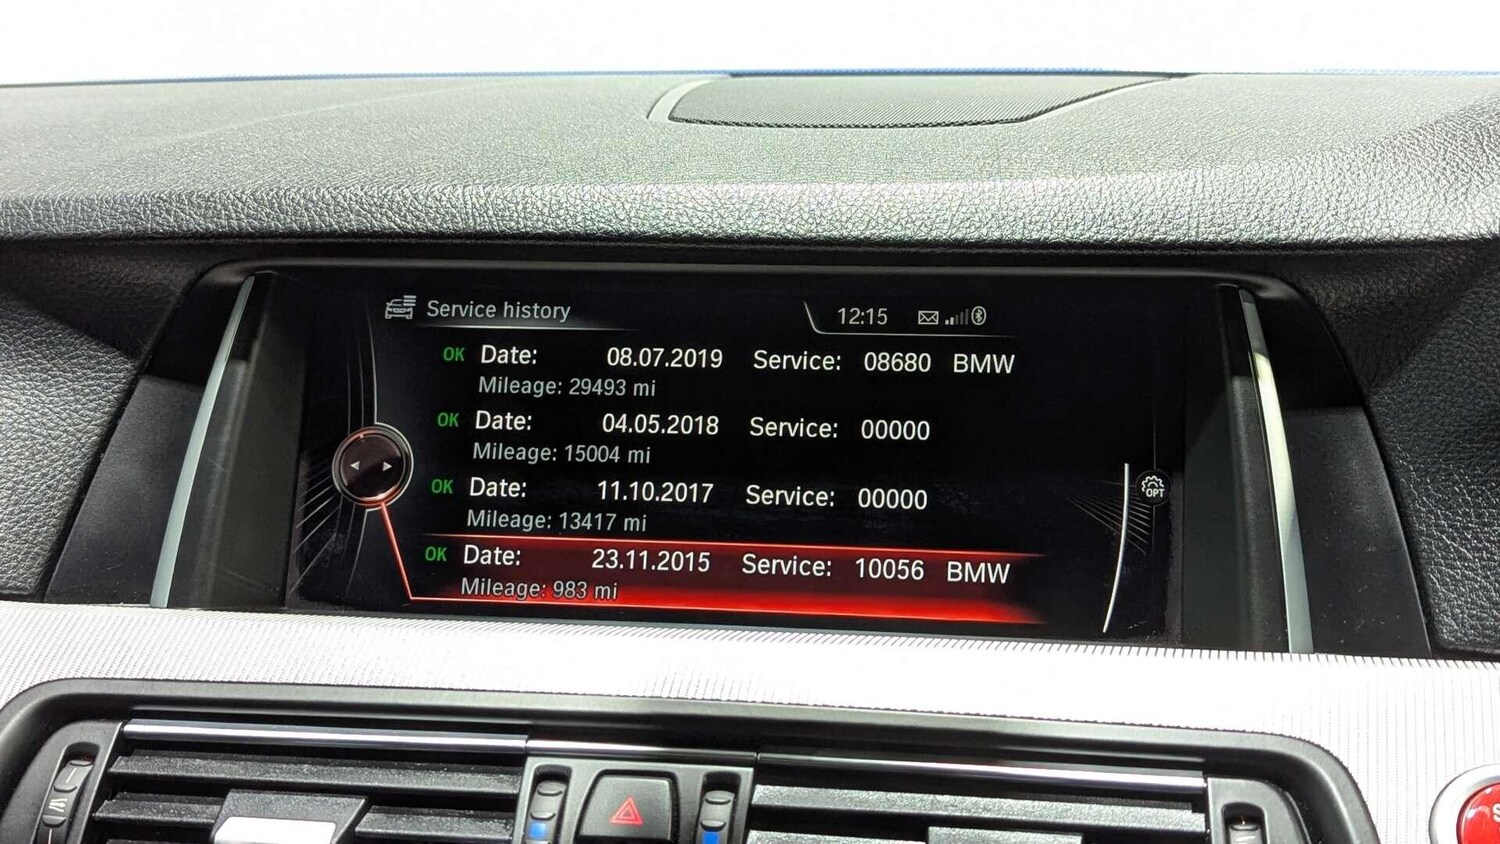 Service history
12:15
OK Date: 08.07.2019 Service: 08680 BMW
Mileage: 29493 mi
OK Date: 04.05.2018 Service: 00000
Mileage: 15004 mi
OK Date: 11.10.2017 Service: 00000
Mileage: 13417 mi
OPT
OK Date: 23.11.2015 Service: 10056 BMW
Mileage: 983 mi